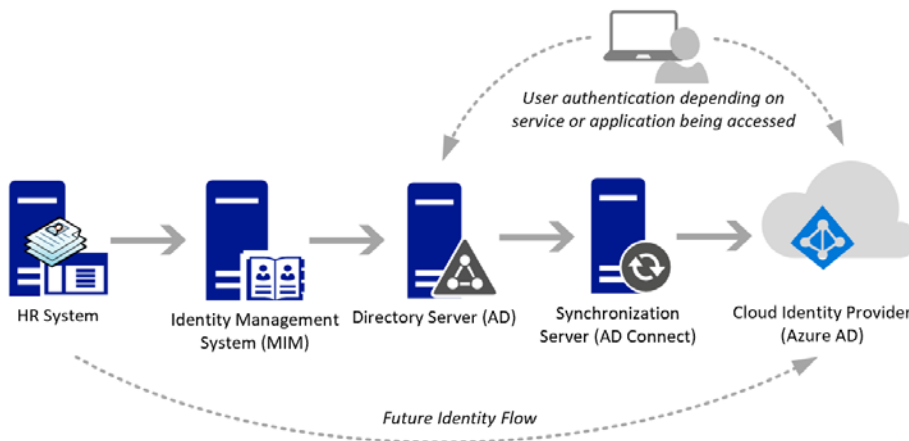 User authentication depending on
service or application being accessed
HR System
Identity Management
System (MIM)
Directory Server (AD)
Synchronization
Server (AD Connect)
Cloud Identity Provider
(Azure AD)
Future Identity Flow